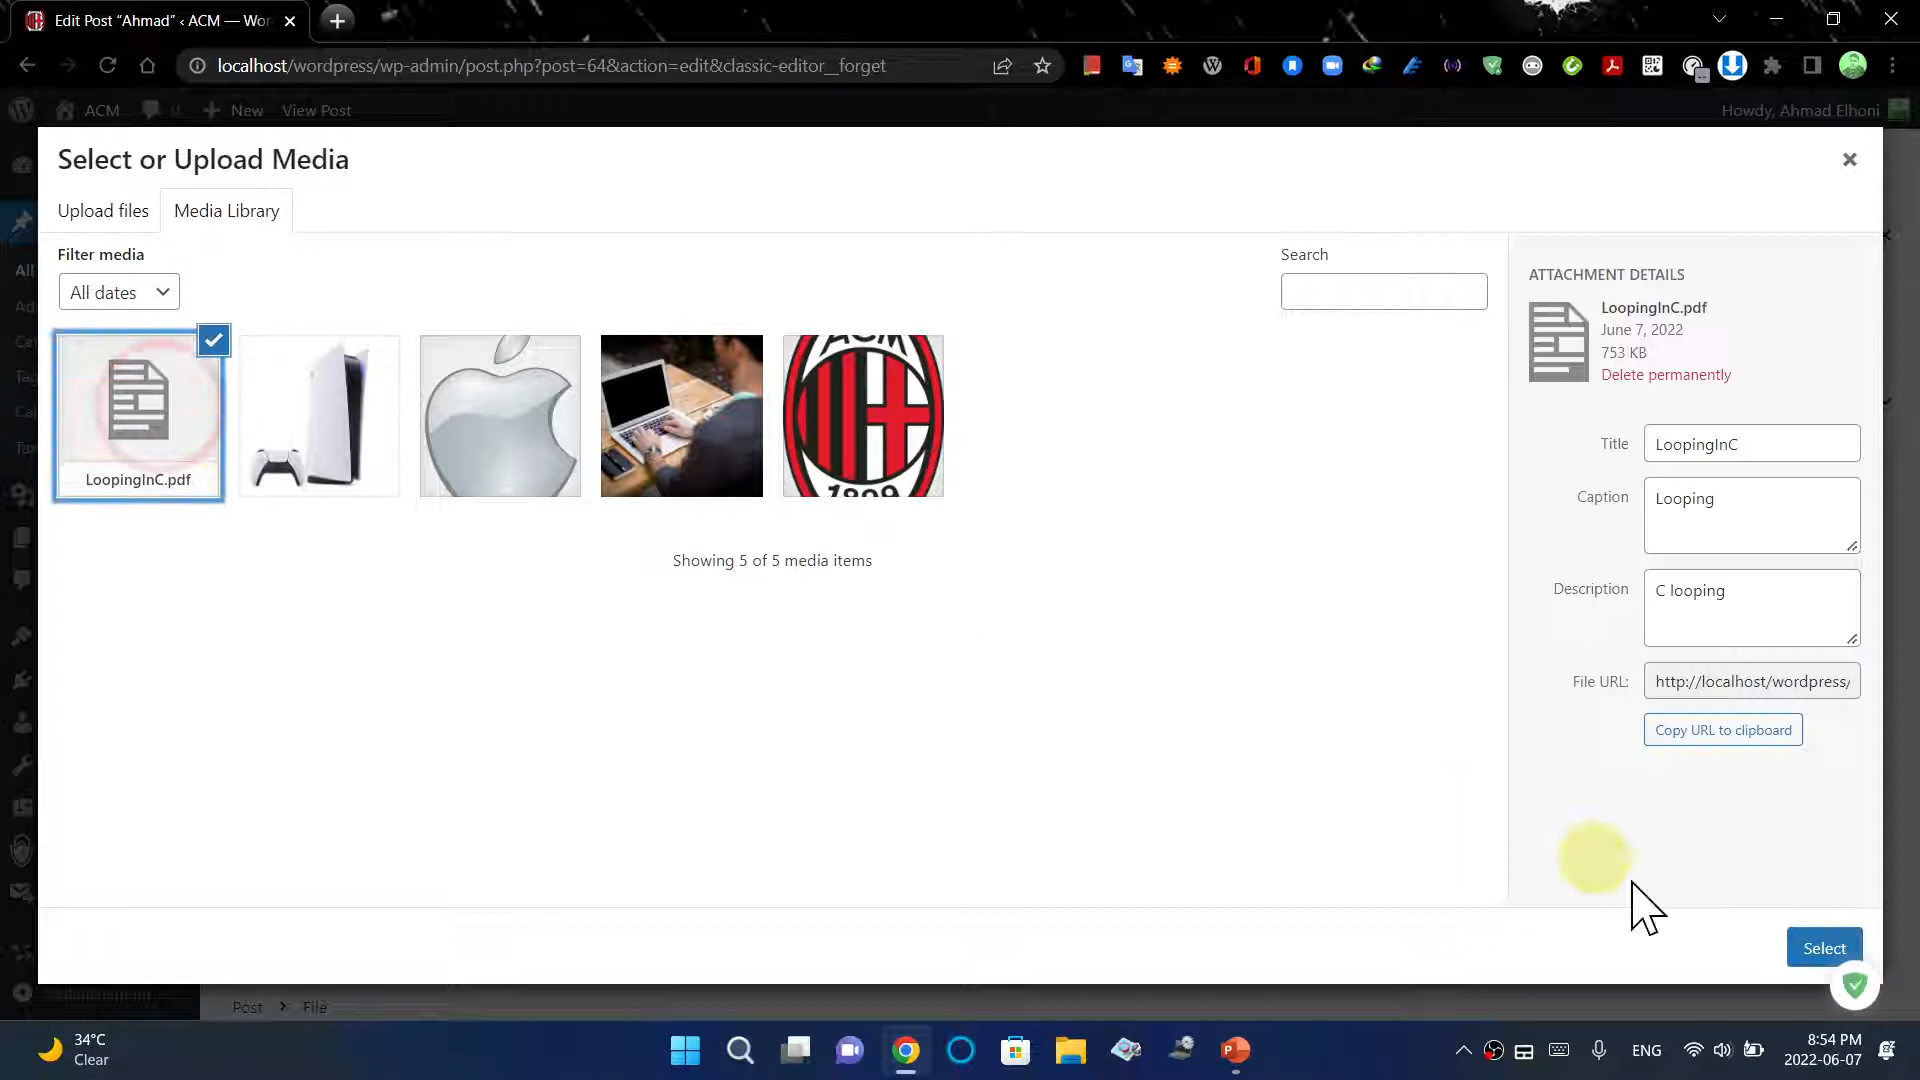 Edit Post “Ahmad” ‹ ACM — Wor
localhost/wordpress/wp-admin/post.php?post=64&action=edit&classic-editor__forget
ACM
New
View Post
Howdy, Ahmad Elhoni
Select or Upload Media
Upload files
Media Library
Filter media
Search
All dates
ATTACHMENT DETAILS
LoopingInC.pdf
June 7, 2022
753 KB
Delete permanently
LoopingInC.pdf
ACM
1899
Title
LoopingInC
Caption
Looping
Showing 5 of 5 media items
Description
C looping
File URL:
http://localhost/wordpress/
Copy URL to clipboard
Select
Post
File
34°C
Clear
ENG
8:54 PM
2022-06-07